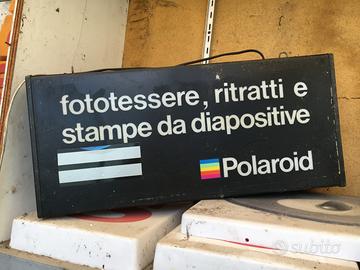 fototessere, ritratti e
stampe da diapositive
Polaroid
subito